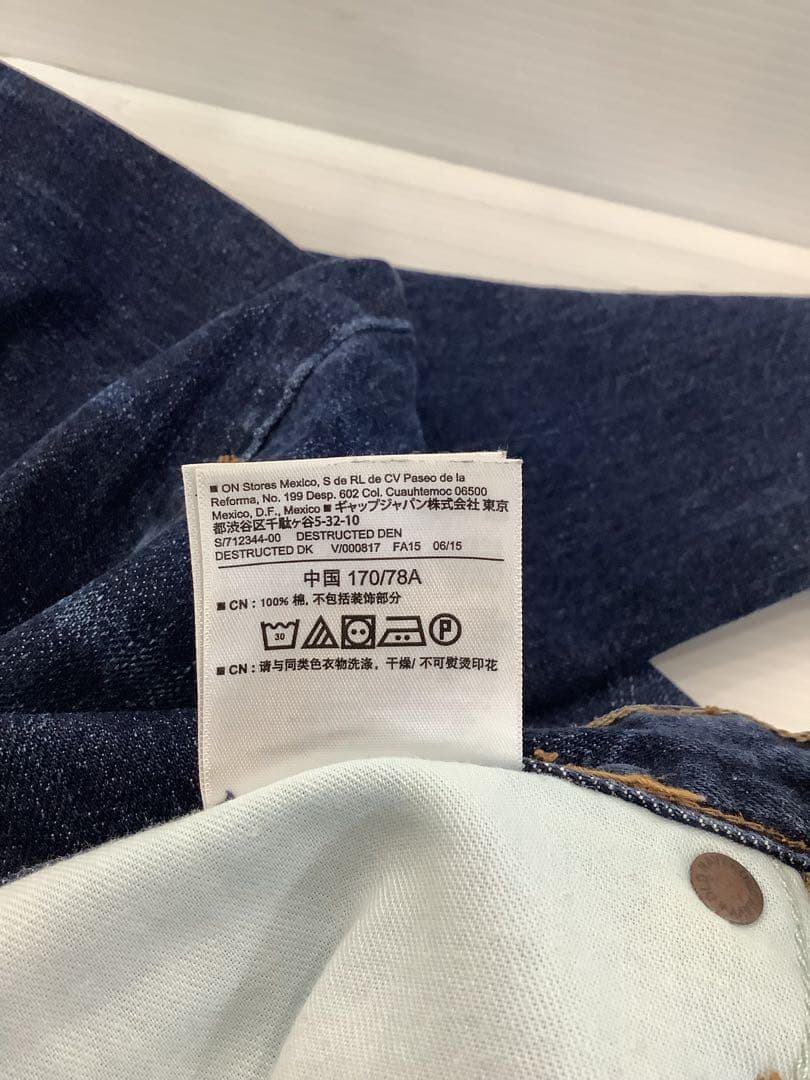 ■ ON Stores Mexico, S de RL de CV Paseo de la
Reforma, No. 199 Desp. 602 Col. Cuauhtemoc 06500
Mexico, D.F., Mexico ■ ギャップジャパン株式会社 東京
都渋谷区千駄ヶ谷5-32-10
S/712344-00 DESTRUCTED DEN
DESTRUCTED DK V/000817 FA15 06/15
中国 170/78A
■ CN : 100% 棉, 不包括装饰部分
30 P
■ CN : 请与同类色衣物洗涤, 干燥/ 不可熨烫印花